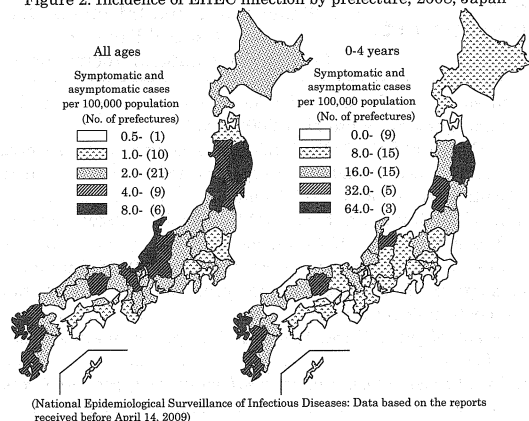 Figure 2. Incidence of EHEC infection by prefecture, 2008, Japan
All ages
Symptomatic and
asymptomatic cases
per 100,000 population
(No. of prefectures)
0.5- (1)
1.0- (10)
2.0- (21)
4.0- (9)
8.0- (6)
0-4 years
Symptomatic and
asymptomatic cases
per 100,000 population
(No. of prefectures)
0.0- (9)
8.0- (15)
16.0- (15)
32.0- (5)
64.0- (3)
(National Epidemiological Surveillance of Infectious Diseases: Data based on the reports
received before April 14, 2009)